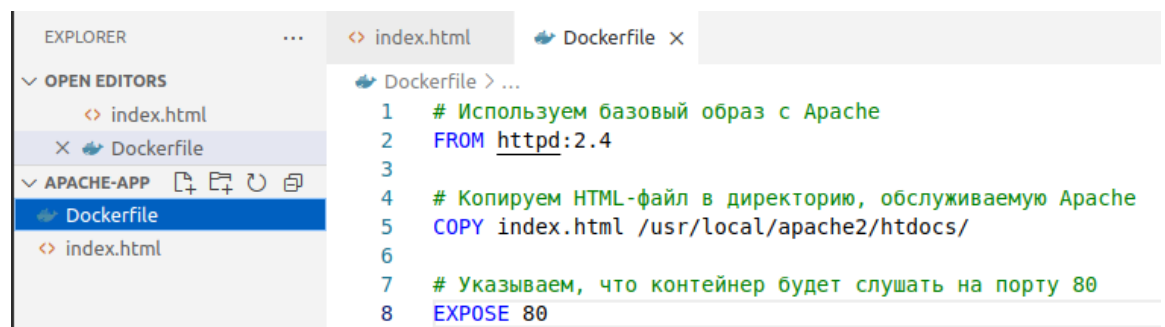 EXPLORER ...
OPEN EDITORS
index.html
Dockerfile
APACHE-APP
Dockerfile
index.html
index.html Dockerfile
Dockerfile > ...
1 # Используем базовый образ с Apache
2 FROM httpd:2.4
3
4 # Копируем HTML-файл в директорию, обслуживаемую Apache
5 COPY index.html /usr/local/apache2/htdocs/
6
7 # Указываем, что контейнер будет слушать на порту 80
8 EXPOSE 80